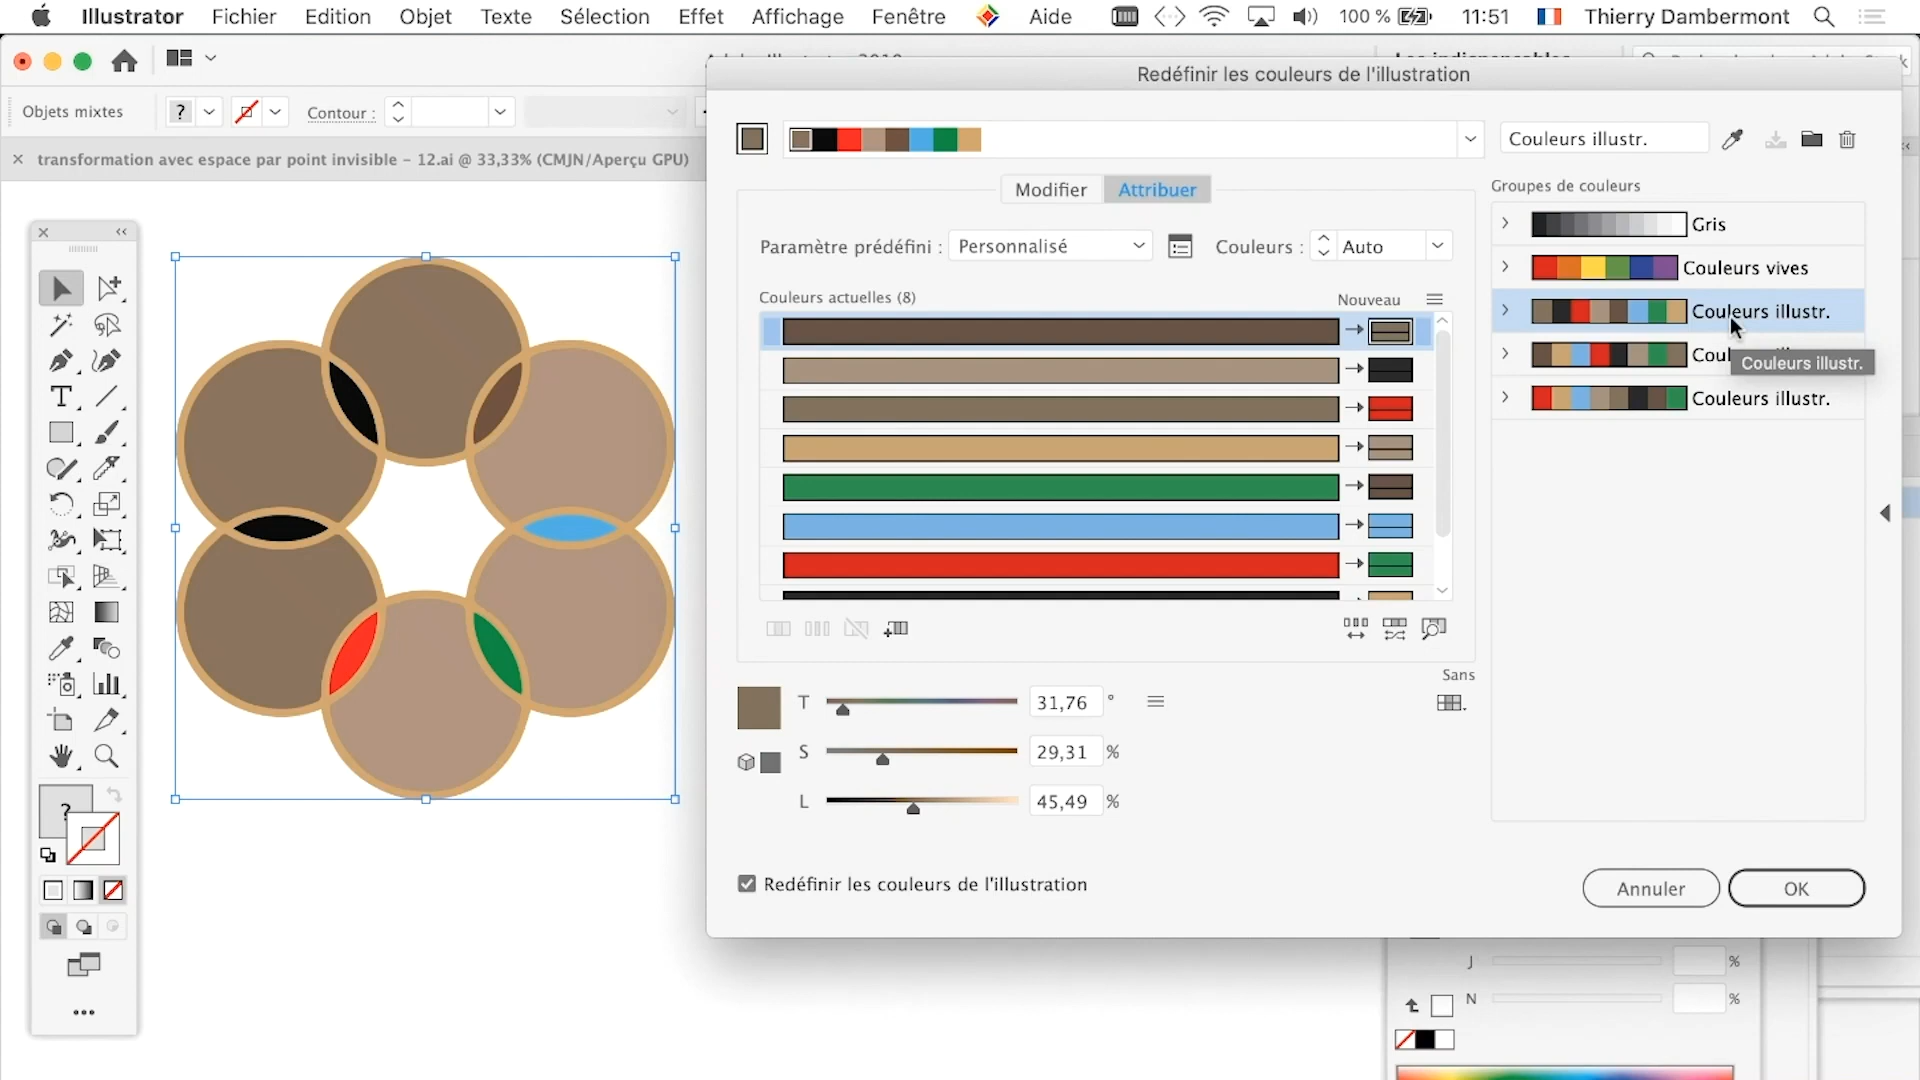 Illustrator Fichier Edition Objet Texte Sélection Effet Affichage Fenêtre Aide 100 % 11:51 Thierry Dambermont
Redéfinir les couleurs de l'illustration
Objets mixtes ? Contour :
Couleurs illustr.
× transformation avec espace par point invisible – 12.ai @ 33,33% (CMJN/Aperçu GPU)
Modifier Attribuer
Groupes de couleurs
Gris
Paramètre prédéfini : Personnalisé Couleurs : Auto
Couleurs vives
Couleurs actuelles (8) Nouveau
Couleurs illustr.
Couleurs illustr.
Couleurs illustr.
T
?
Sans
T 31,76 °
S 29,31 %
L 45,49 %
Redéfinir les couleurs de l'illustration
Annuler OK
J %
N %